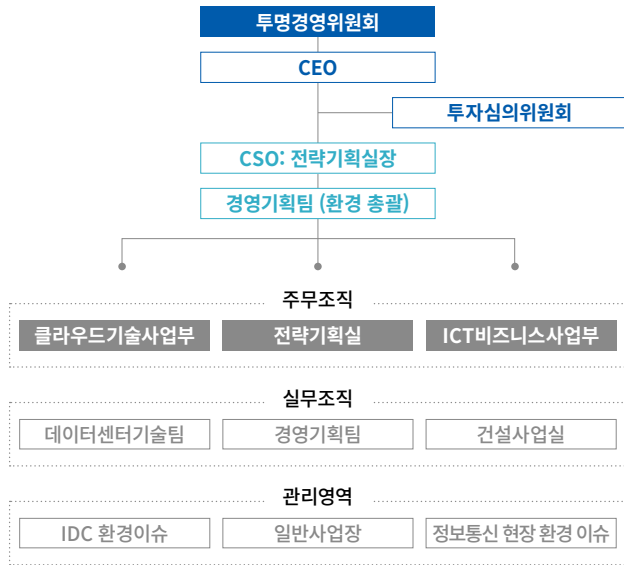 투명경영위원회
CEO
투자심의위원회
CSO: 전략기획실장
경영기획팀 (환경 총괄)
주무조직
클라우드기술사업부 전략기획실 ICT비즈니스사업부
실무조직
데이터센터기술팀 경영기획팀 건설사업실
관리영역
IDC 환경이슈 일반사업장 정보통신 현장 환경 이슈